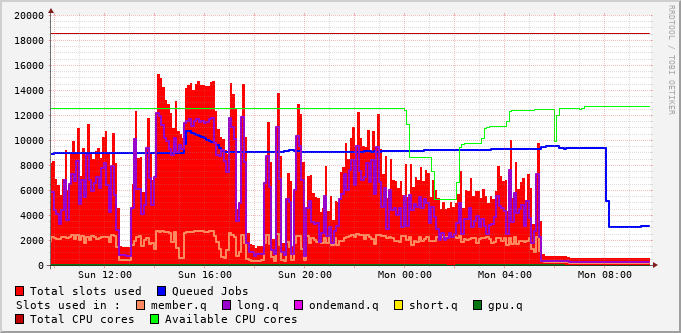 20000
18000
16000
14000
12000
10000
8000
6000
4000
2000
0
Sun 12:00 Sun 16:00 Sun 20:00 Mon 00:00 Mon 04:00 Mon 08:00
Total slots used Queued Jobs
Slots used in : member.q long.q ondemand.q short.q gpu.q
Total CPU cores Available CPU cores
RRDTOOL / TOBI OETIKER